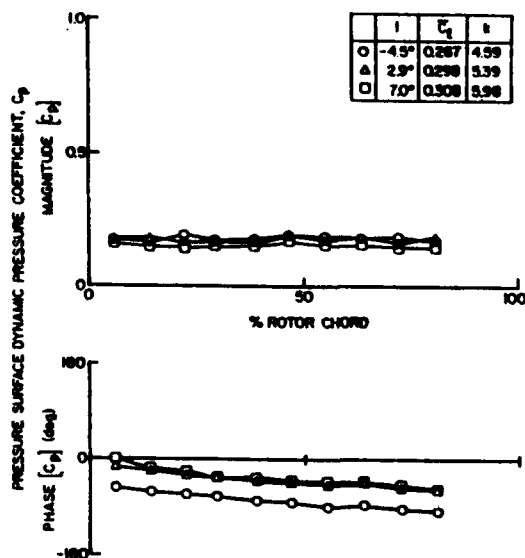 PRESSURE SURFACE DYNAMIC PRESSURE COEFFICIENT, Cp
MAGNITUDE [Cp]
1.0
0.5
0
0 50 100
% ROTOR CHORD
i C̄ℓ k
-4.5° 0.267 4.59
2.9° 0.298 5.39
7.0° 0.308 5.98
PHASE [Cp] (deg)
180
0
-180